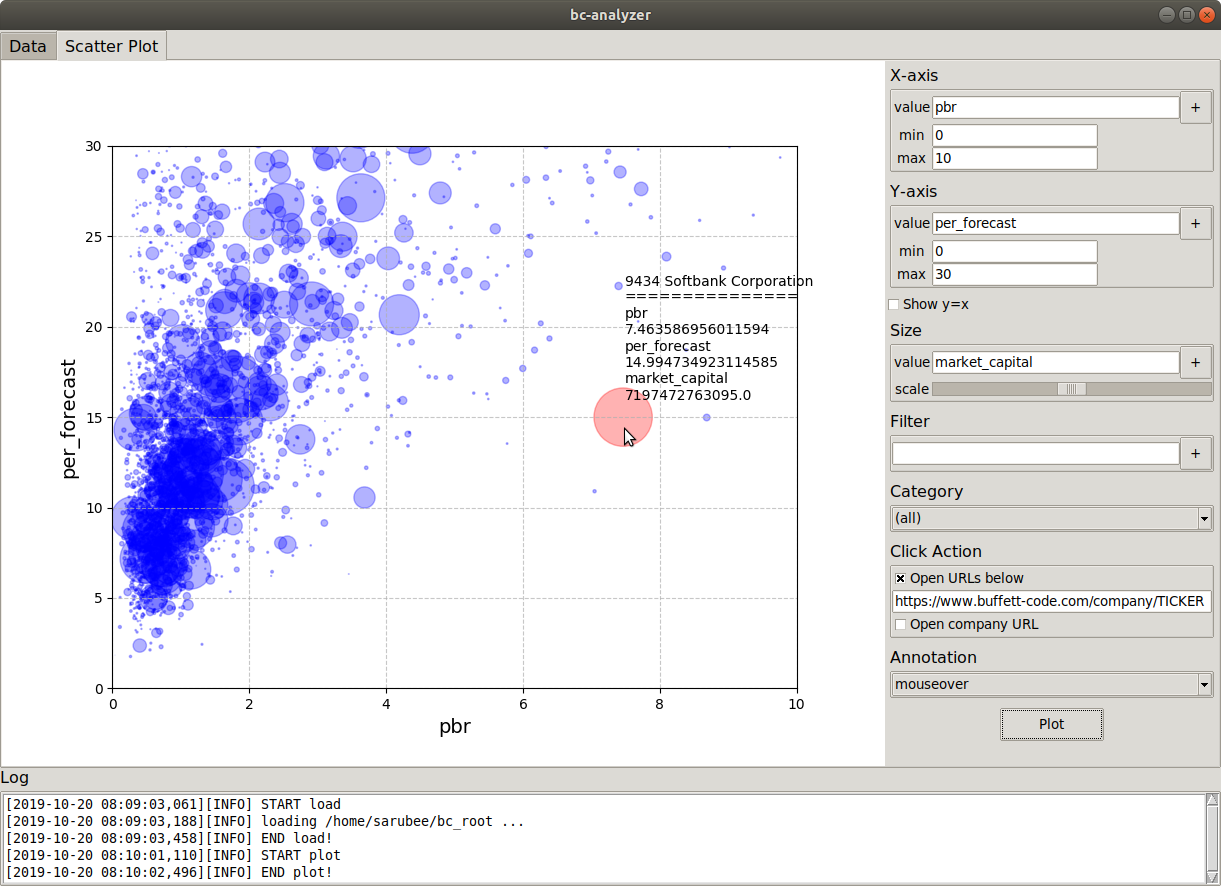 bc-analyzer
Data
Scatter Plot
30
25
20
15
10
5
0
0
2
4
6
8
10
per_forecast
pbr
9434 Softbank Corporation
================
pbr
7.463586956011594
per_forecast
14.994734923114585
market_capital
7197472763095.0
X-axis
value pbr +
min 0
max 10
Y-axis
value per_forecast +
min 0
max 30
Show y=x
Size
value market_capital +
scale
Filter
+
Category
(all)
Click Action
Open URLs below
https://www.buffett-code.com/company/TICKER
Open company URL
Annotation
mouseover
Plot
Log
[2019-10-20 08:09:03,061][INFO] START load
[2019-10-20 08:09:03,188][INFO] loading /home/sarubee/bc_root ...
[2019-10-20 08:09:03,458][INFO] END load!
[2019-10-20 08:10:01,110][INFO] START plot
[2019-10-20 08:10:02,496][INFO] END plot!